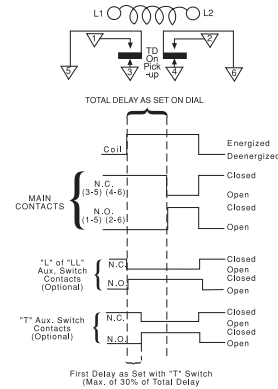 L1 L2
1 2
TD
On
Pick
-up
5 3 4 6
TOTAL DELAY AS SET ON DIAL
Energized
Coil
Deenergized
Closed
N.C.
(3-5) (4-6)
Open
MAIN
CONTACTS
Closed
N.O.
(1-5) (2-6)
Open
"L" of "LL"
Aux. Switch
Contacts
(Optional)
N.C.
Closed
Open
N.O.
Closed
Open
"T" Aux. Switch
Contacts
(Optional)
N.C.
Closed
Open
N.O.
Closed
Open
First Delay as Set with "T" Switch
(Max. of 30% of Total Delay